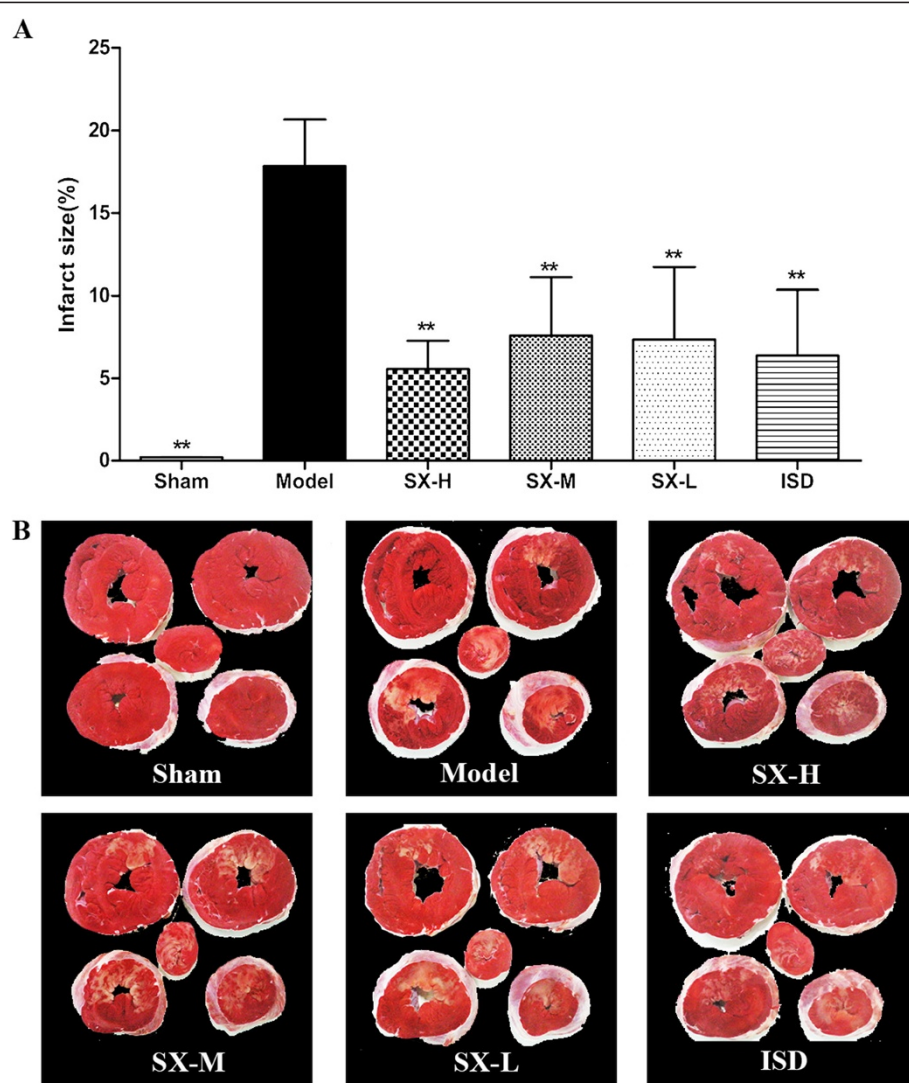 A
Infarct size(%)
25
20
15
10
5
0
**
**
**
**
**
Sham Model SX-H SX-M SX-L ISD
B
Sham Model SX-H
SX-M SX-L ISD